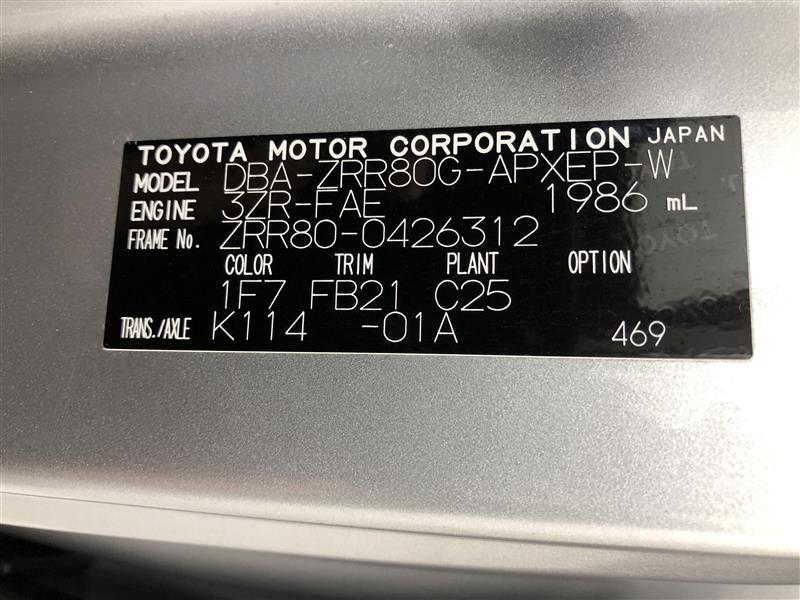 TOYOTA MOTOR CORPORATION JAPAN
MODEL DBA-ZRR80G-APXEP-W
ENGINE 3ZR-FAE 1986 mL
FRAME No. ZRR80-0426312
COLOR TRIM PLANT OPTION
1F7 FB21 C25
TRANS./AXLE K114 -01A 469